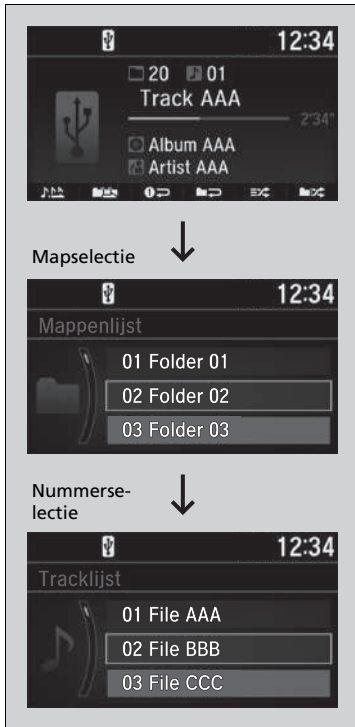 12:34
20 01
Track AAA
2'34"
Album AAA
Artist AAA
Mapselectie
12:34
Mappenlijst
01 Folder 01
02 Folder 02
03 Folder 03
Nummerse-
lectie
12:34
Tracklijst
01 File AAA
02 File BBB
03 File CCC